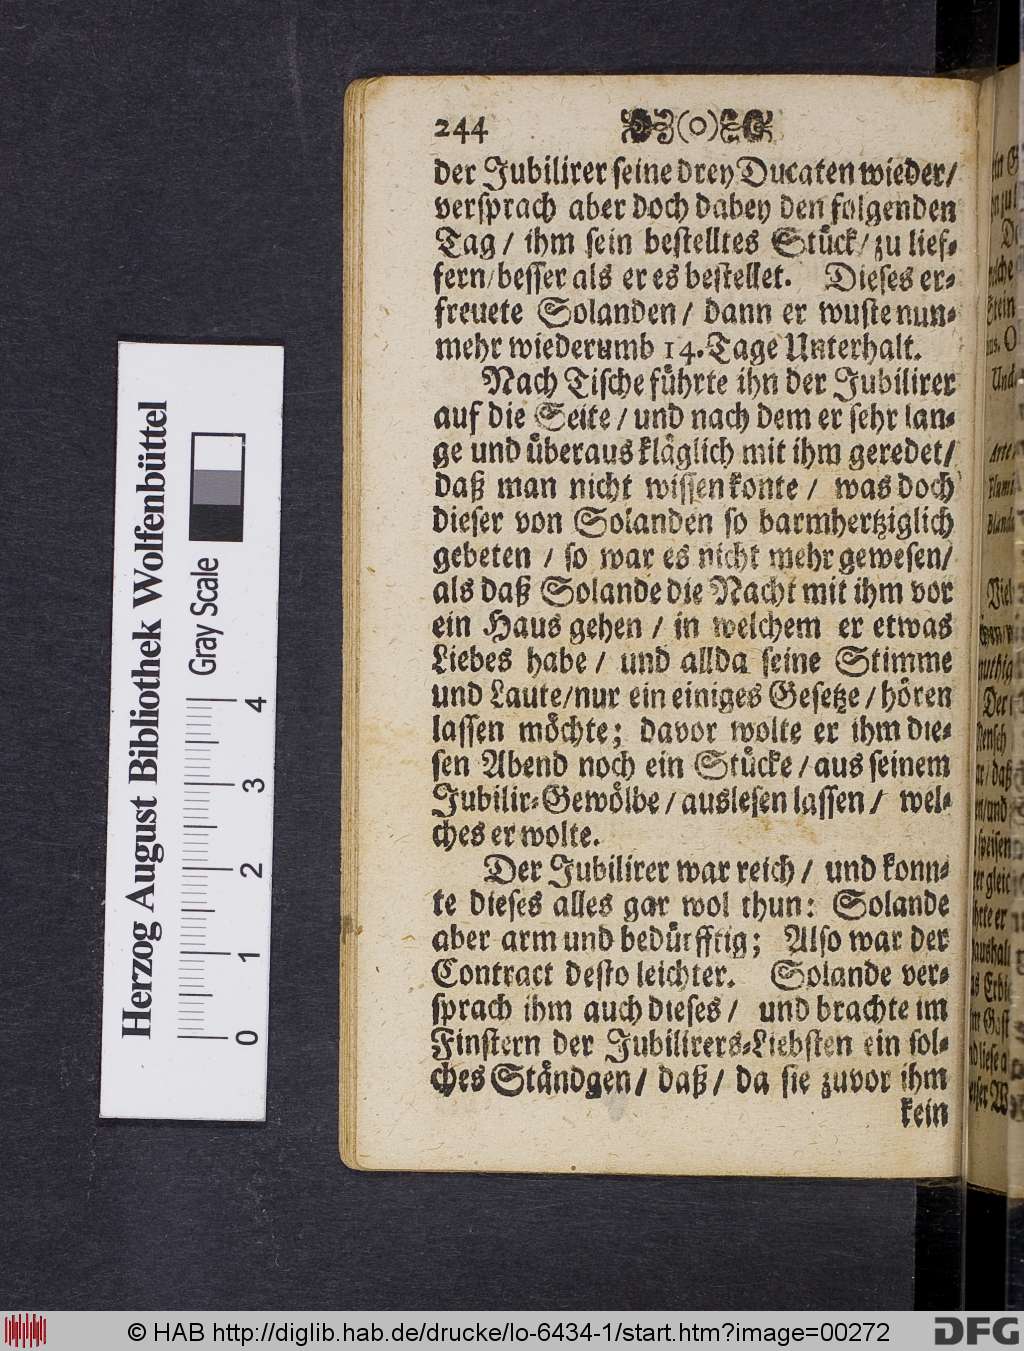 244 (o)
der Jubilirer seine drey Ducaten wieder/
versprach aber doch dabey den folgenden
Tag / ihm sein bestelltes Stück / zu lief-
fern / besser als er es bestellet. Dieses er-
freuete Solanden / dann er wuste nun-
mehr wiederumb 14. Tage Unterhalt.
Nach Tische führte ihn der Jubilirer
auf die Seite / und nach dem er sehr lan-
ge und überaus kläglich mit ihm geredet/
daß man nicht wissen konte / was doch
dieser von Solanden so barmhertziglich
gebeten / so war es nicht mehr gewesen/
als daß Solande die Nacht mit ihm vor
ein Haus gehen / in welchem er etwas
Liebes habe / und allda seine Stimme
und Laute/nur ein einiges Gesetze / hören
lassen möchte; davor wolte er ihm die-
sen Abend noch ein Stücke / aus seinem
Jubilir-Gewölbe / auslesen lassen / wel-
ches er wolte.
Der Jubilirer war reich / und konn-
te dieses alles gar wol thun: Solande
aber arm und bedürfftig; Also war der
Contract desto leichter. Solande ver-
sprach ihm auch dieses / und brachte im
Finstern der Jubilirers-Liebsten ein sol-
ches Ständgen / daß / da sie zuvor ihm
kein
Herzog August Bibliothek Wolfenbüttel
Gray Scale
0 1 2 3 4
© HAB http://diglib.hab.de/drucke/lo-6434-1/start.htm?image=00272
DFG